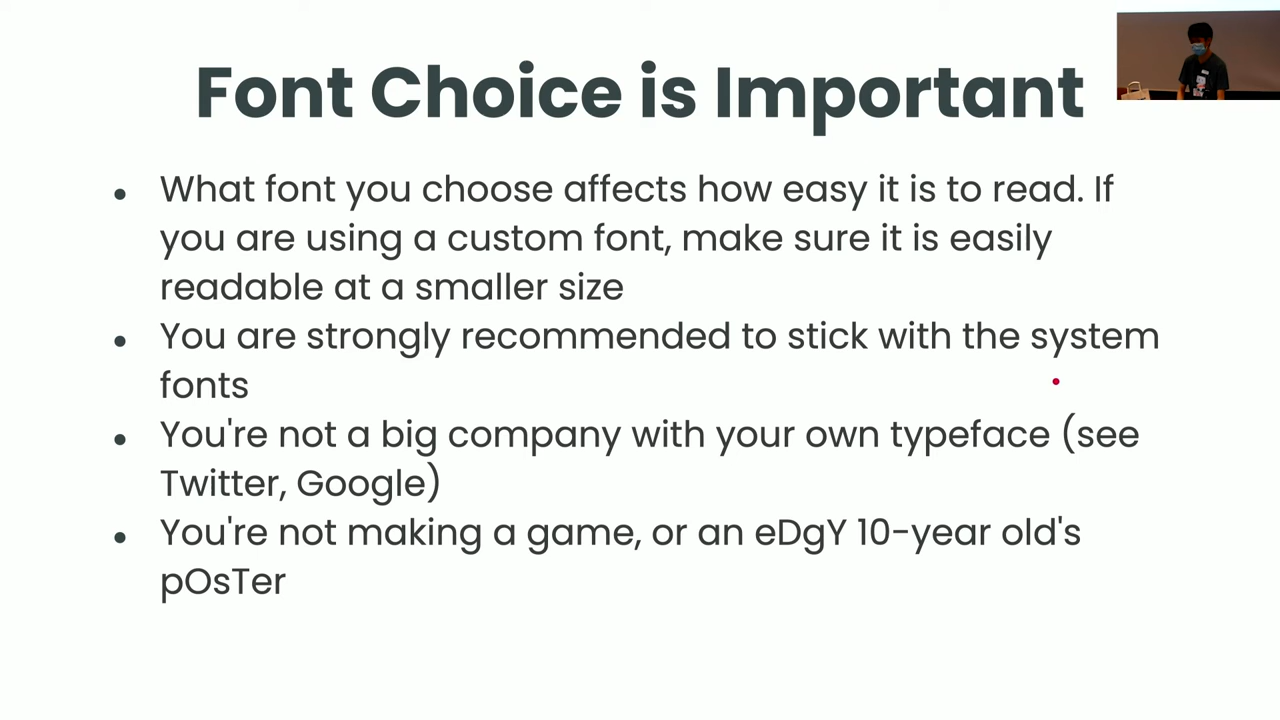 Font Choice is Important
• What font you choose affects how easy it is to read. If
you are using a custom font, make sure it is easily
readable at a smaller size
• You are strongly recommended to stick with the system
fonts
• You're not a big company with your own typeface (see
Twitter, Google)
• You're not making a game, or an eDgY 10-year old's
pOsTer